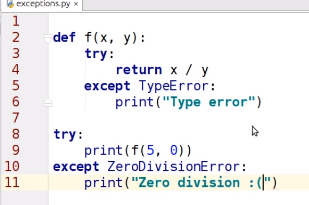 exceptions.py ×
1
2 def f(x, y):
3     try:
4         return x / y
5     except TypeError:
6         print("Type error")
7
8 try:
9     print(f(5, 0))
10 except ZeroDivisionError:
11     print("Zero division :(")